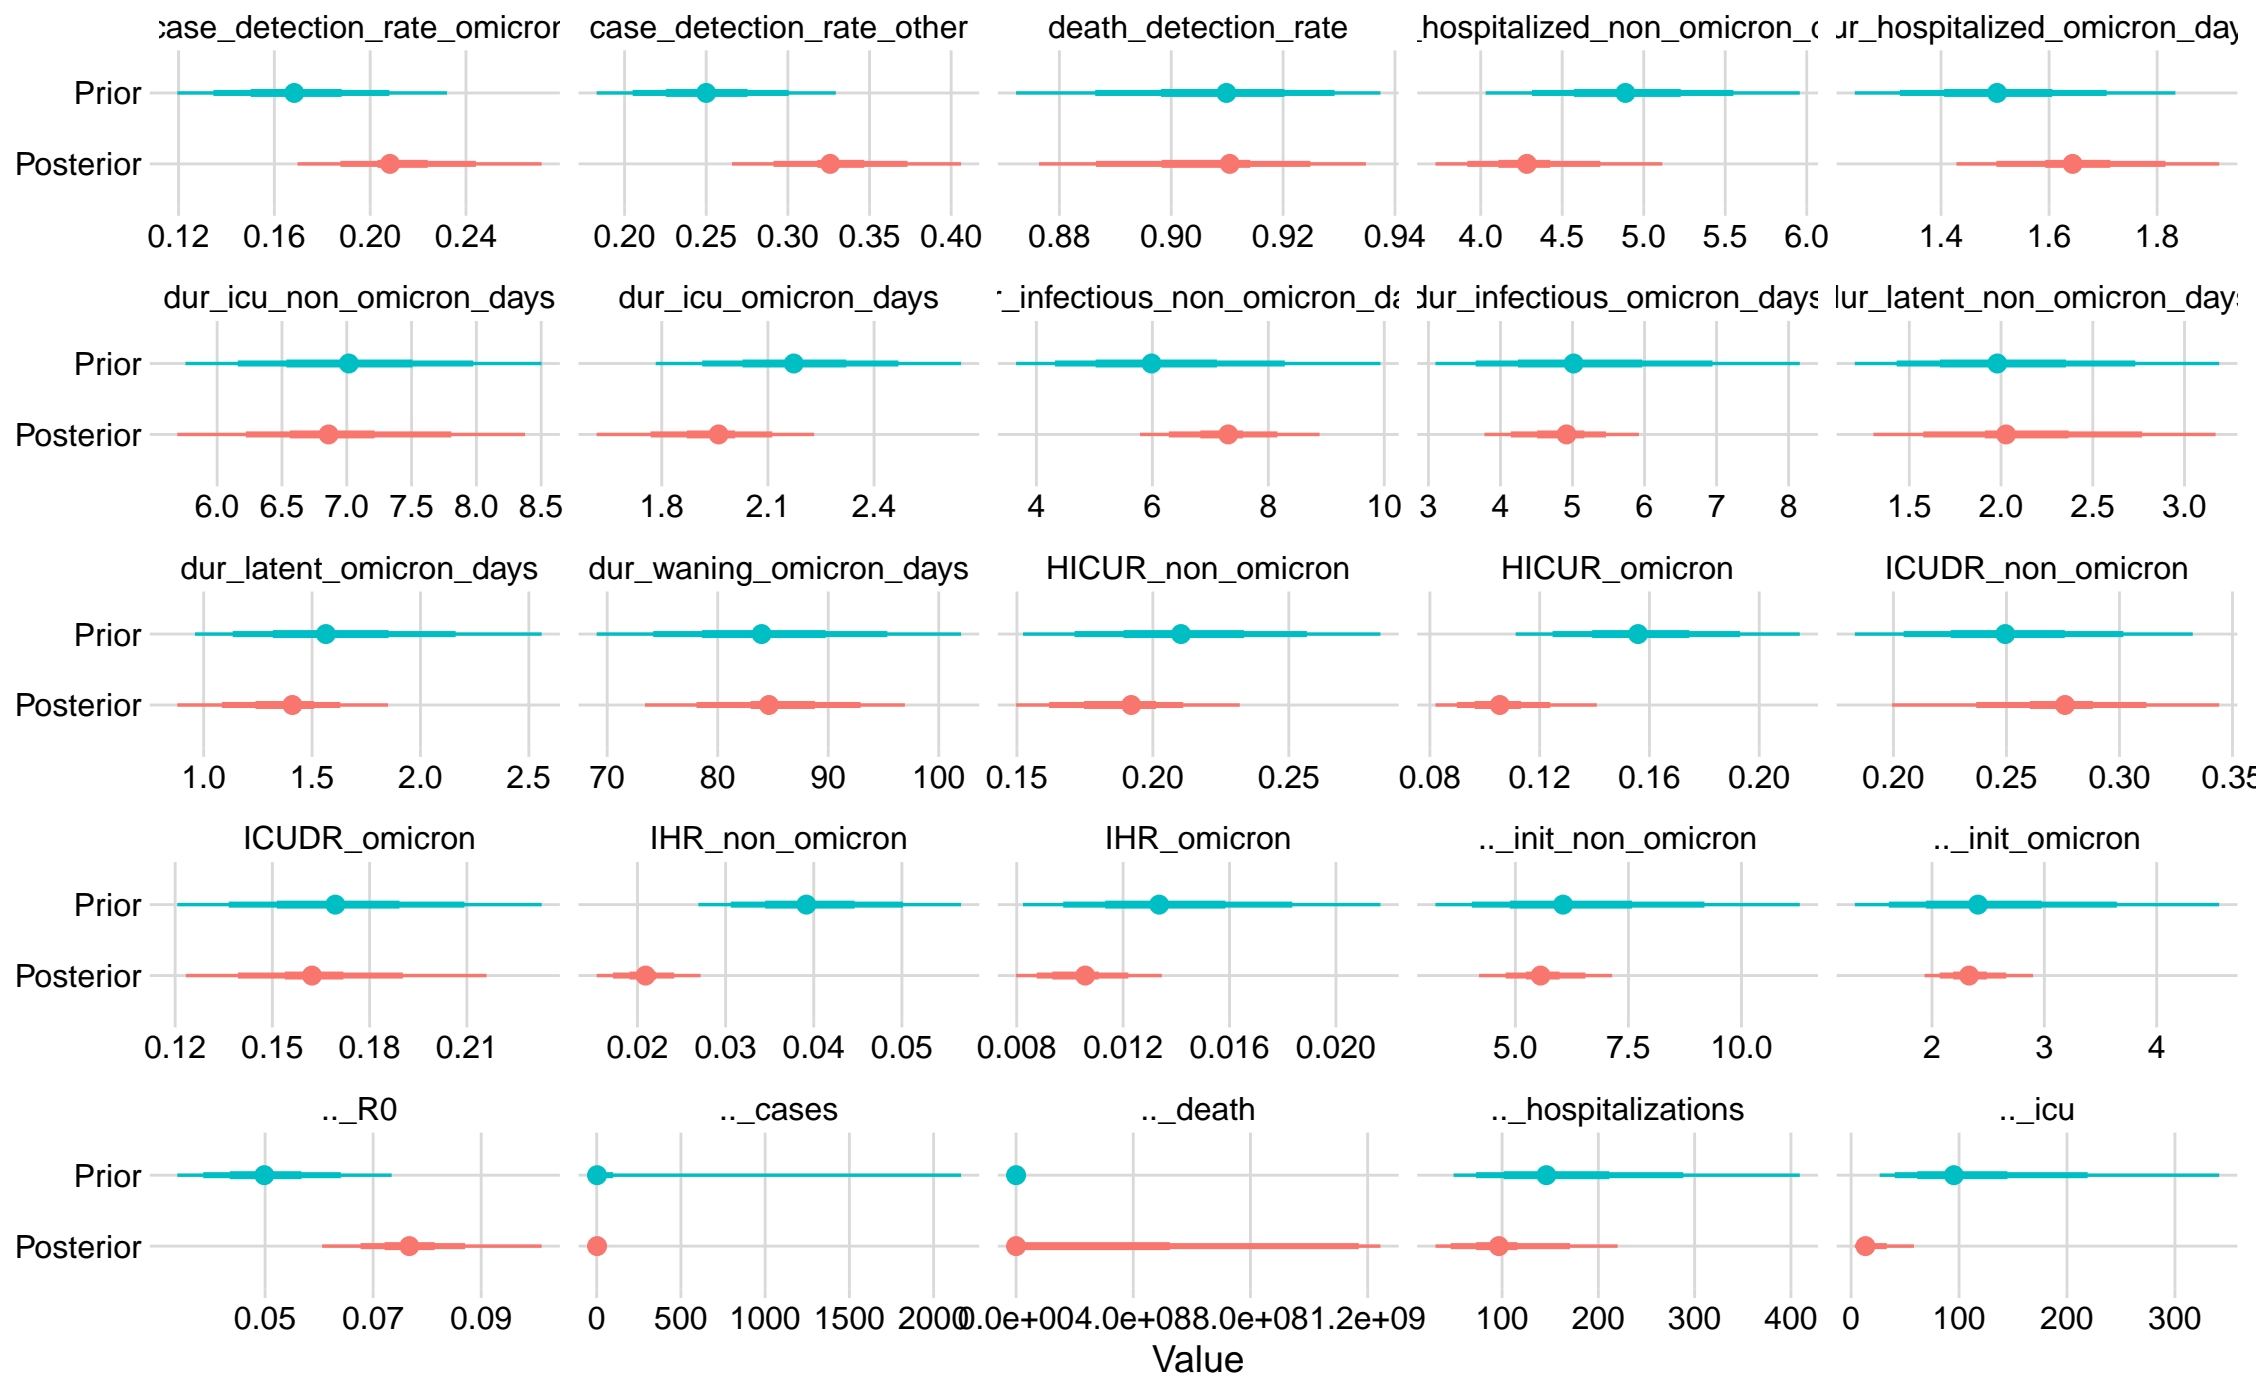 case_detection_rate_omicron case_detection_rate_other death_detection_rate _hospitalized_non_omicron_ ur_hospitalized_omicron_day
Prior
Posterior
0.12 0.16 0.20 0.24 0.20 0.25 0.30 0.35 0.40 0.88 0.90 0.92 0.94 4.0 4.5 5.0 5.5 6.0 1.4 1.6 1.8
dur_icu_non_omicron_days dur_icu_omicron_days r_infectious_non_omicron_da dur_infectious_omicron_days dur_latent_non_omicron_days
Prior
Posterior
6.0 6.5 7.0 7.5 8.0 8.5 1.8 2.1 2.4 4 6 8 10 3 4 5 6 7 8 1.5 2.0 2.5 3.0
dur_latent_omicron_days dur_waning_omicron_days HICUR_non_omicron HICUR_omicron ICUDR_non_omicron
Prior
Posterior
1.0 1.5 2.0 2.5 70 80 90 100 0.15 0.20 0.25 0.08 0.12 0.16 0.20 0.20 0.25 0.30 0.35
ICUDR_omicron IHR_non_omicron IHR_omicron .._init_non_omicron .._init_omicron
Prior
Posterior
0.12 0.15 0.18 0.21 0.02 0.03 0.04 0.05 0.008 0.012 0.016 0.020 5.0 7.5 10.0 2 3 4
.._R0 .._cases .._death .._hospitalizations .._icu
Prior
Posterior
0.05 0.07 0.09 0 500 1000 1500 2000 0.0e+00 4.0e+08 8.0e+08 1.2e+09 100 200 300 400 0 100 200 300
Value